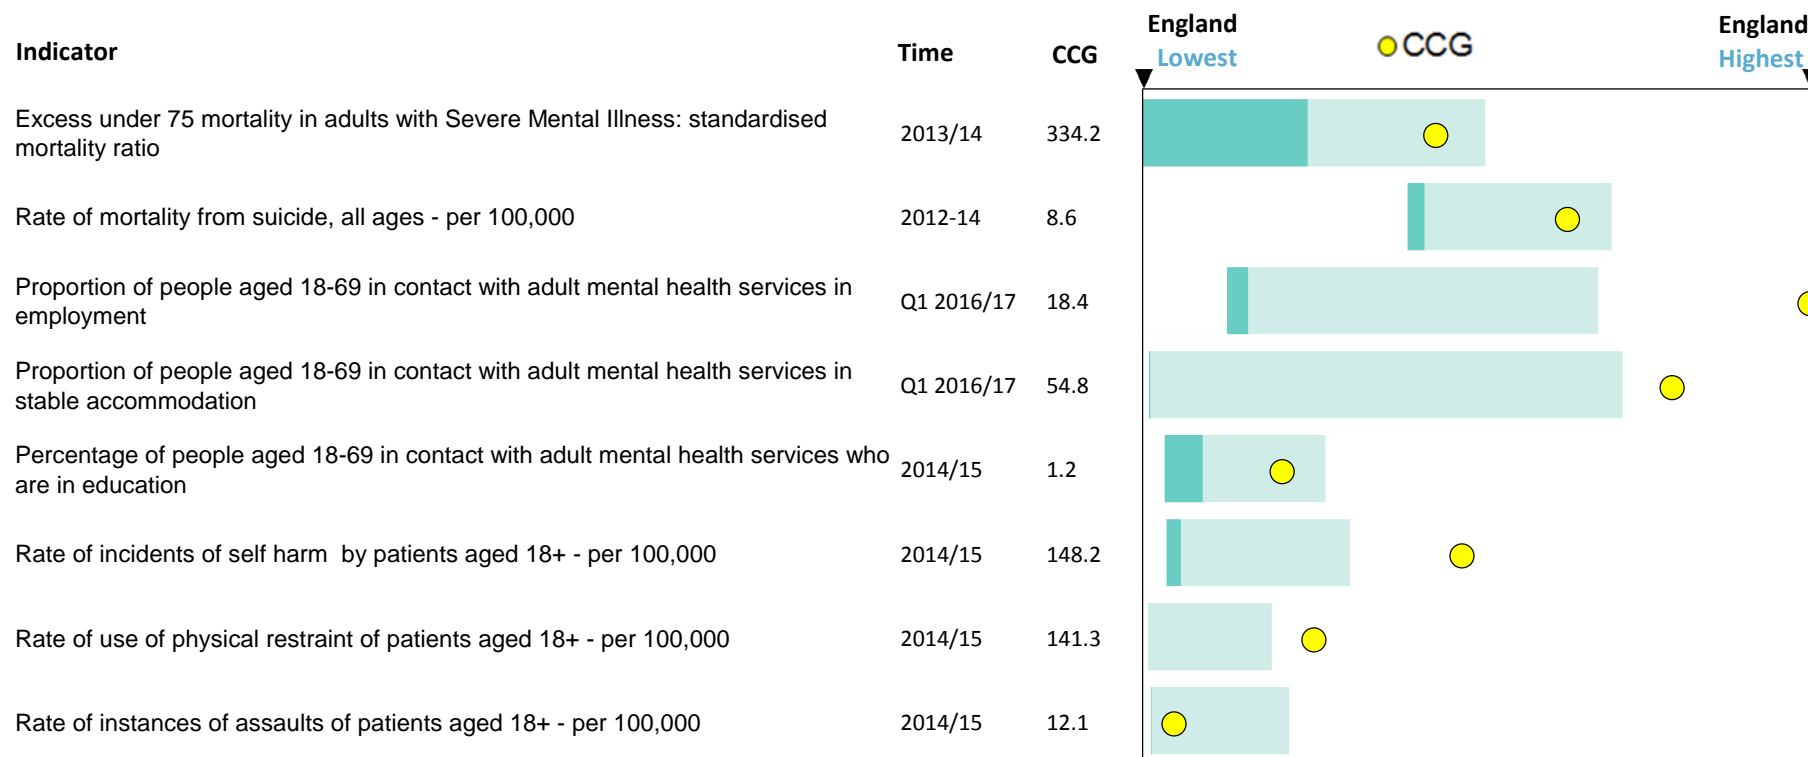 England England
Indicator Time CCG Lowest CCG Highest
Excess under 75 mortality in adults with Severe Mental Illness: standardised
mortality ratio 2013/14 334.2
Rate of mortality from suicide, all ages - per 100,000 2012-14 8.6
Proportion of people aged 18-69 in contact with adult mental health services in
employment Q1 2016/17 18.4
Proportion of people aged 18-69 in contact with adult mental health services in
stable accommodation Q1 2016/17 54.8
Percentage of people aged 18-69 in contact with adult mental health services who
are in education 2014/15 1.2
Rate of incidents of self harm  by patients aged 18+ - per 100,000 2014/15 148.2
Rate of use of physical restraint of patients aged 18+ - per 100,000 2014/15 141.3
Rate of instances of assaults of patients aged 18+ - per 100,000 2014/15 12.1